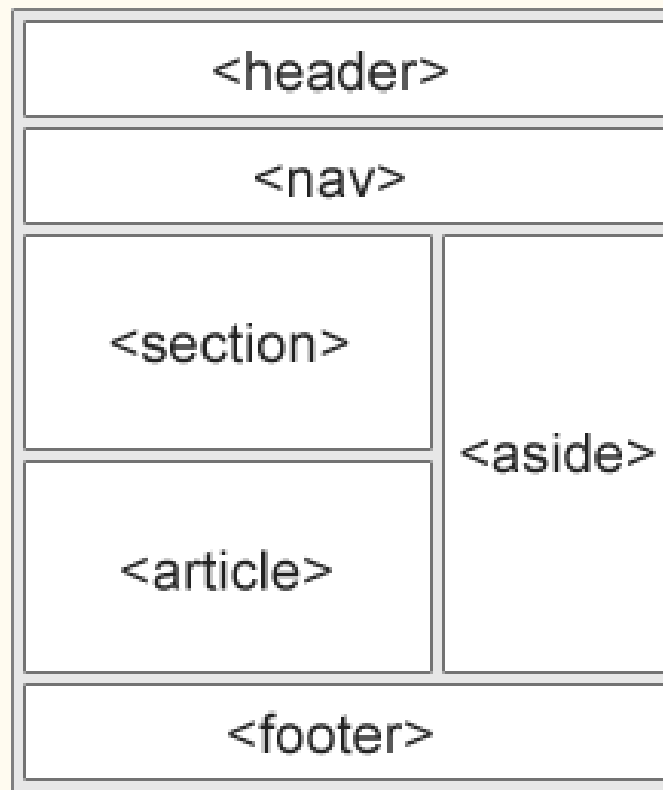 <header>
<nav>
<section>
<aside>
<article>
<footer>